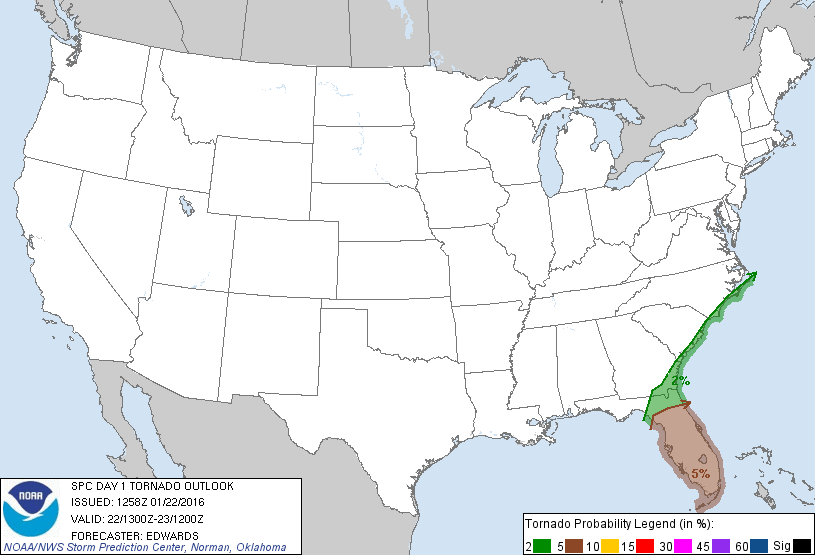 2%
5%
NOAA
SPC DAY 1 TORNADO OUTLOOK
ISSUED: 1258Z 01/22/2016
VALID: 22/1300Z-23/1200Z
FORECASTER: EDWARDS
NOAA/NWS Storm Prediction Center, Norman, Oklahoma
Tornado Probability Legend (in %):
2 5 10 15 30 45 60 Sig